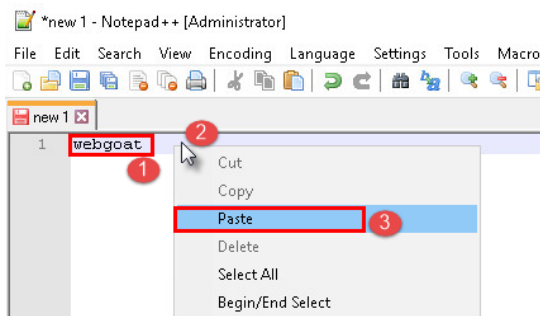 *new 1 - Notepad++ [Administrator]
File Edit Search View Encoding Language Settings Tools Macro
new 1
1 webgoat
2
1
Cut
Copy
Paste
3
Delete
Select All
Begin/End Select